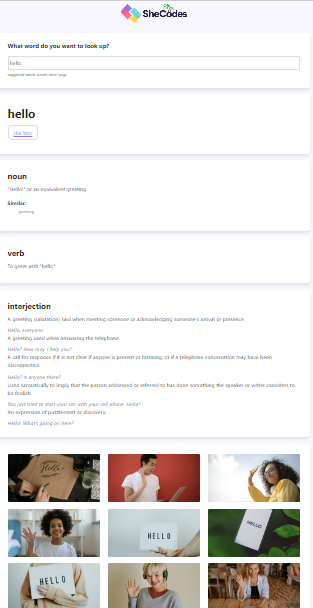 SheCodes
What word do you want to look up?
hello
suggested words: sunset, wine, yoga
hello
noun
"Hello!" or an equivalent greeting.
Similar:
greeting
verb
To greet with "hello".
interjection
A greeting (salutation) said when meeting someone or acknowledging someone's arrival or presence.
Hello, everyone.
A greeting used when answering the telephone.
Hello? How may I help you?
A call for response if it is not clear if anyone is present or listening, or if a telephone conversation may have been
disconnected.
Hello? Is anyone there?
Used sarcastically to imply that the person addressed or referred to has done something the speaker or writer considers to
be foolish.
You just tried to start your car with your cell phone. Hello?
An expression of puzzlement or discovery.
Hello! What's going on here?
Hello
HELLO
HELLO
HELLO